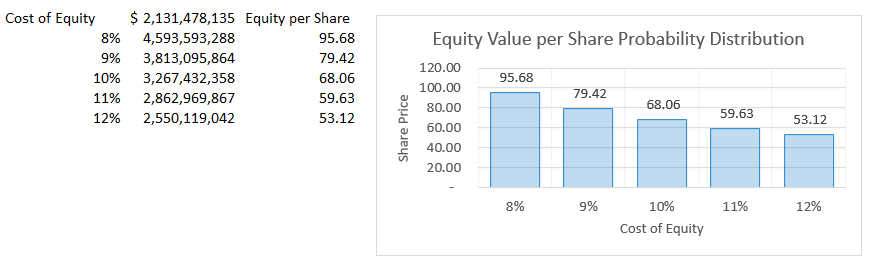 Cost of Equity $ 2,131,478,135 Equity per Share
8% 4,593,593,288 95.68
9% 3,813,095,864 79.42
10% 3,267,432,358 68.06
11% 2,862,969,867 59.63
12% 2,550,119,042 53.12
Equity Value per Share Probability Distribution
Share Price
120.00
100.00
80.00
60.00
40.00
20.00
-
95.68
79.42
68.06
59.63
53.12
8% 9% 10% 11% 12%
Cost of Equity